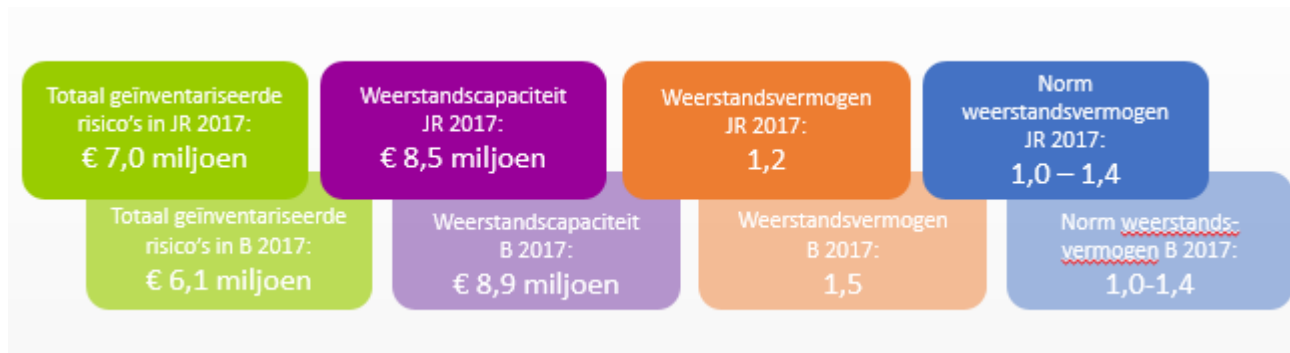 Totaal geïnventariseerde
risico's in JR 2017:
€ 7,0 miljoen
Weerstandscapaciteit
JR 2017:
€ 8,5 miljoen
Weerstandsvermogen
JR 2017:
1,2
Norm
weerstandsvermogen
JR 2017:
1,0 – 1,4
Totaal geïnventariseerde
risico's in B 2017:
€ 6,1 miljoen
Weerstandscapaciteit
B 2017:
€ 8,9 miljoen
Weerstandsvermogen
B 2017:
1,5
Norm weerstands-
vermogen B 2017:
1,0-1,4